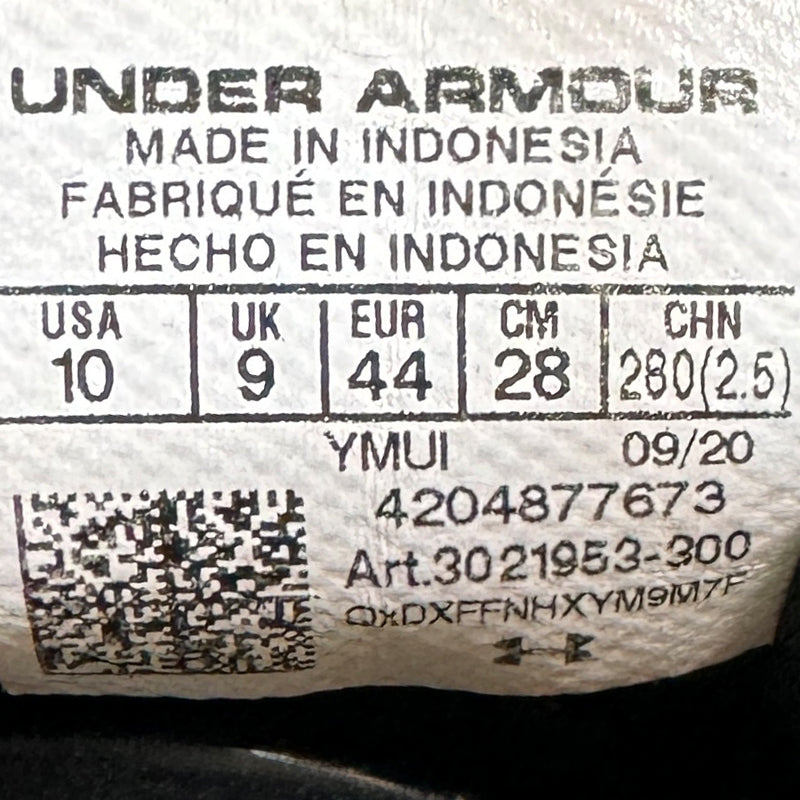 UNDER ARMOUR
MADE IN INDONESIA
FABRIQUÉ EN INDONÉSIE
HECHO EN INDONESIA
USA UK EUR CM CHN
10 9 44 28 280(2.5)
YMUI 09/20
4204877673
Art.3021953-300
QxDXFFNHXYM9M7F